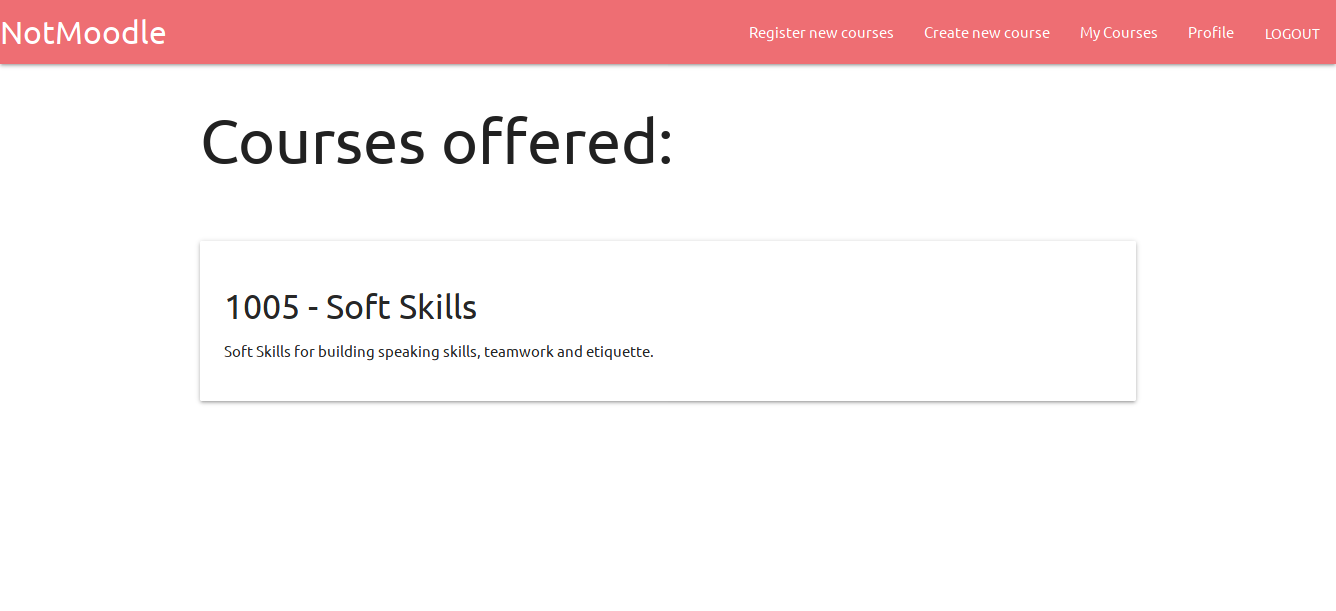 NotMoodle
Register new courses
Create new course
My Courses
Profile
LOGOUT
Courses offered:
1005 - Soft Skills
Soft Skills for building speaking skills, teamwork and etiquette.